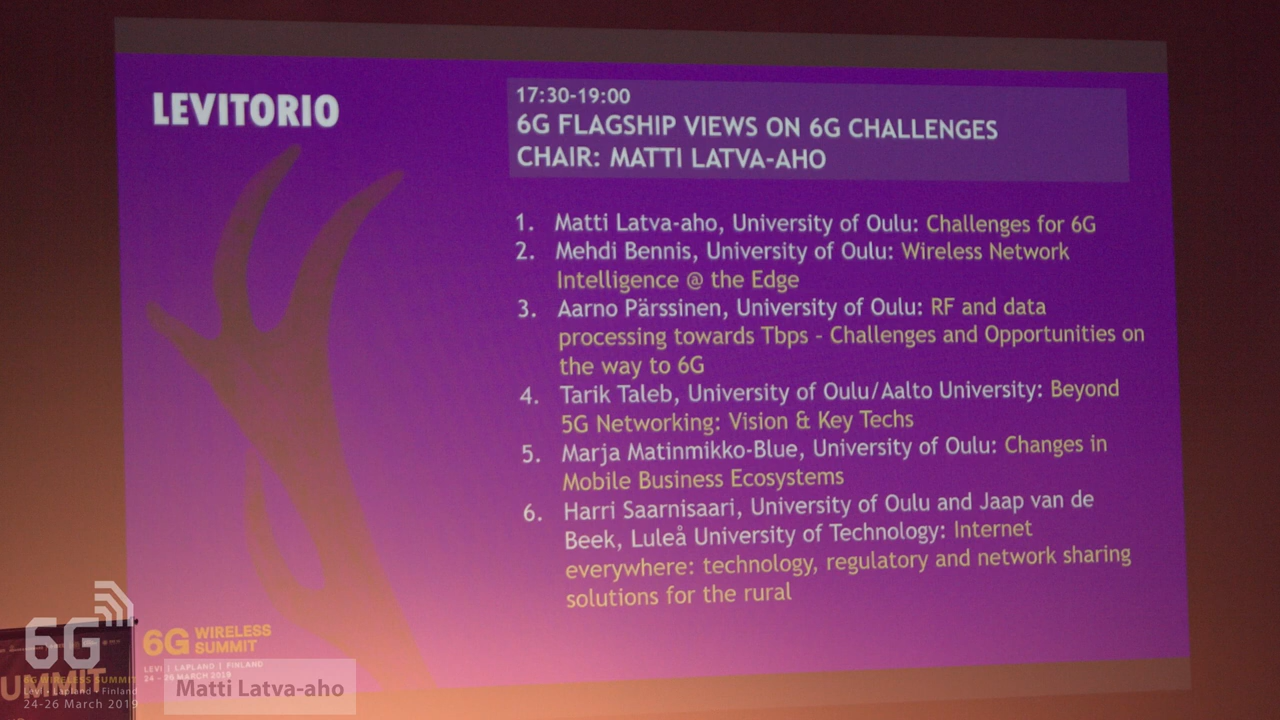 LEVITORIO
17:30-19:00
6G FLAGSHIP VIEWS ON 6G CHALLENGES
CHAIR: MATTI LATVA-AHO
1. Matti Latva-aho, University of Oulu: Challenges for 6G
2. Mehdi Bennis, University of Oulu: Wireless Network
Intelligence @ the Edge
3. Aarno Pärssinen, University of Oulu: RF and data
processing towards Tbps – Challenges and Opportunities on
the way to 6G
4. Tarik Taleb, University of Oulu/Aalto University: Beyond
5G Networking: Vision & Key Techs
5. Marja Matinmikko-Blue, University of Oulu: Changes in
Mobile Business Ecosystems
6. Harri Saarnisaari, University of Oulu and Jaap van de
Beek, Luleå University of Technology: Internet
everywhere: technology, regulatory and network sharing
solutions for the rural
6G WIRELESS
SUMMIT
LEVI | LAPLAND | FINLAND
24 - 26 MARCH 2019
6G
UMMIT
6G WIRELESS SUMMIT
Levi - Lapland - Finland
24-26 March 2019
Matti Latva-aho